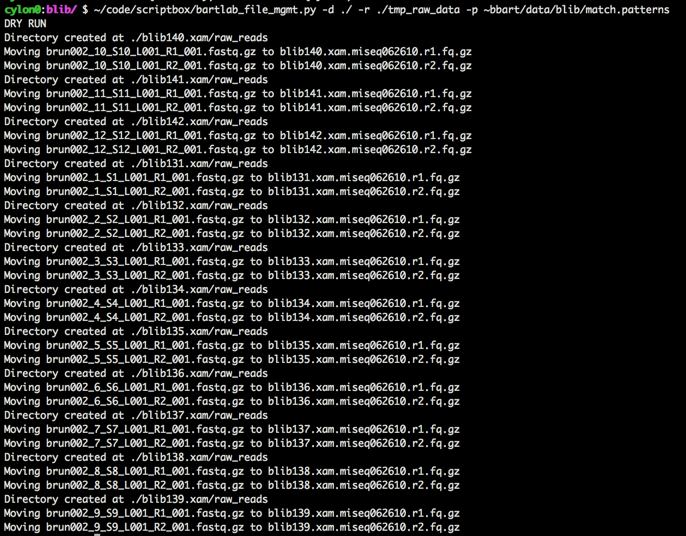 cylon0:blib/ $ ~/code/scriptbox/bartlab_file_mgmt.py -d ./ -r ./tmp_raw_data -p ~bbart/data/blib/match.patterns
DRY RUN
Directory created at ./blib140.xam/raw_reads
Moving brun002_10_S10_L001_R1_001.fastq.gz to blib140.xam.miseq062610.r1.fq.gz
Moving brun002_10_S10_L001_R2_001.fastq.gz to blib140.xam.miseq062610.r2.fq.gz
Directory created at ./blib141.xam/raw_reads
Moving brun002_11_S11_L001_R1_001.fastq.gz to blib141.xam.miseq062610.r1.fq.gz
Moving brun002_11_S11_L001_R2_001.fastq.gz to blib141.xam.miseq062610.r2.fq.gz
Directory created at ./blib142.xam/raw_reads
Moving brun002_12_S12_L001_R1_001.fastq.gz to blib142.xam.miseq062610.r1.fq.gz
Moving brun002_12_S12_L001_R2_001.fastq.gz to blib142.xam.miseq062610.r2.fq.gz
Directory created at ./blib131.xam/raw_reads
Moving brun002_1_S1_L001_R1_001.fastq.gz to blib131.xam.miseq062610.r1.fq.gz
Moving brun002_1_S1_L001_R2_001.fastq.gz to blib131.xam.miseq062610.r2.fq.gz
Directory created at ./blib132.xam/raw_reads
Moving brun002_2_S2_L001_R1_001.fastq.gz to blib132.xam.miseq062610.r1.fq.gz
Moving brun002_2_S2_L001_R2_001.fastq.gz to blib132.xam.miseq062610.r2.fq.gz
Directory created at ./blib133.xam/raw_reads
Moving brun002_3_S3_L001_R1_001.fastq.gz to blib133.xam.miseq062610.r1.fq.gz
Moving brun002_3_S3_L001_R2_001.fastq.gz to blib133.xam.miseq062610.r2.fq.gz
Directory created at ./blib134.xam/raw_reads
Moving brun002_4_S4_L001_R1_001.fastq.gz to blib134.xam.miseq062610.r1.fq.gz
Moving brun002_4_S4_L001_R2_001.fastq.gz to blib134.xam.miseq062610.r2.fq.gz
Directory created at ./blib135.xam/raw_reads
Moving brun002_5_S5_L001_R1_001.fastq.gz to blib135.xam.miseq062610.r1.fq.gz
Moving brun002_5_S5_L001_R2_001.fastq.gz to blib135.xam.miseq062610.r2.fq.gz
Directory created at ./blib136.xam/raw_reads
Moving brun002_6_S6_L001_R1_001.fastq.gz to blib136.xam.miseq062610.r1.fq.gz
Moving brun002_6_S6_L001_R2_001.fastq.gz to blib136.xam.miseq062610.r2.fq.gz
Directory created at ./blib137.xam/raw_reads
Moving brun002_7_S7_L001_R1_001.fastq.gz to blib137.xam.miseq062610.r1.fq.gz
Moving brun002_7_S7_L001_R2_001.fastq.gz to blib137.xam.miseq062610.r2.fq.gz
Directory created at ./blib138.xam/raw_reads
Moving brun002_8_S8_L001_R1_001.fastq.gz to blib138.xam.miseq062610.r1.fq.gz
Moving brun002_8_S8_L001_R2_001.fastq.gz to blib138.xam.miseq062610.r2.fq.gz
Directory created at ./blib139.xam/raw_reads
Moving brun002_9_S9_L001_R1_001.fastq.gz to blib139.xam.miseq062610.r1.fq.gz
Moving brun002_9_S9_L001_R2_001.fastq.gz to blib139.xam.miseq062610.r2.fq.gz